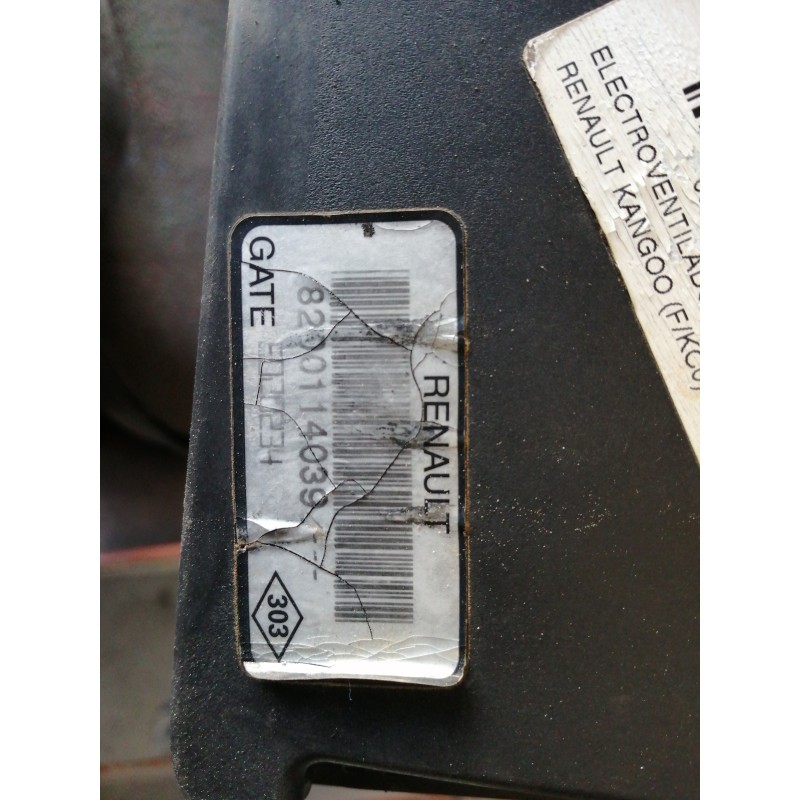 RENAULT
8200114039
GATE
303
ELECTROVENTILAD
RENAULT KANGOO (F/KC0)